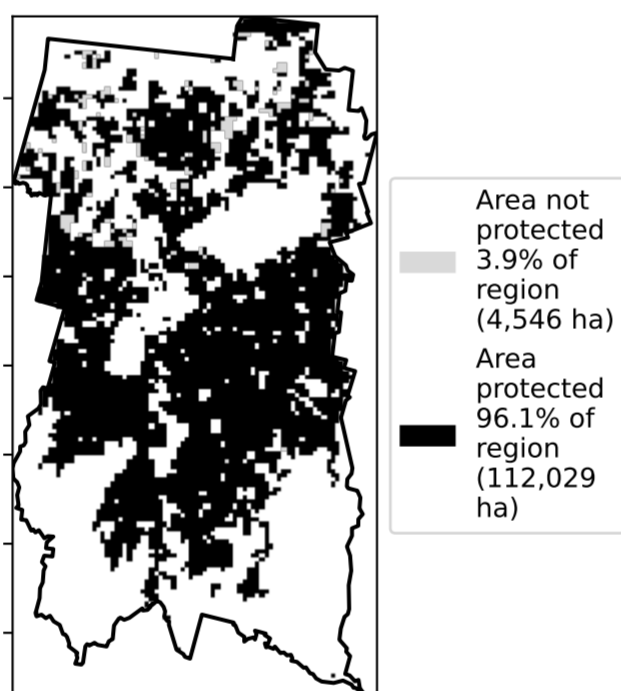 Area not
protected
3.9% of
region
(4,546 ha)
Area
protected
96.1% of
region
(112,029
ha)